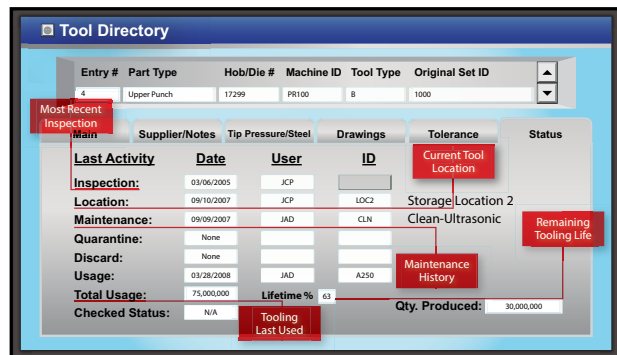 Tool Directory
Entry # Part Type Hob/Die # Machine ID Tool Type Original Set ID
4 Upper Punch 17299 PR100 B 1000
Most Recent
Inspection
Main Supplier/Notes Tip Pressure/Steel Drawings Tolerance Status
Last Activity Date User ID
Current Tool
Location
Inspection: 03/06/2005 JCP
Location: 09/10/2007 JCP LOC2 Storage Location 2
Maintenance: 09/09/2007 JAD CLN Clean-Ultrasonic
Remaining
Tooling Life
Quarantine: None
Discard: None
Maintenance
History
Usage: 03/28/2008 JAD A250
Total Usage: 75,000,000 Lifetime % 63
Qty. Produced: 30,000,000
Checked Status: N/A
Tooling
Last Used